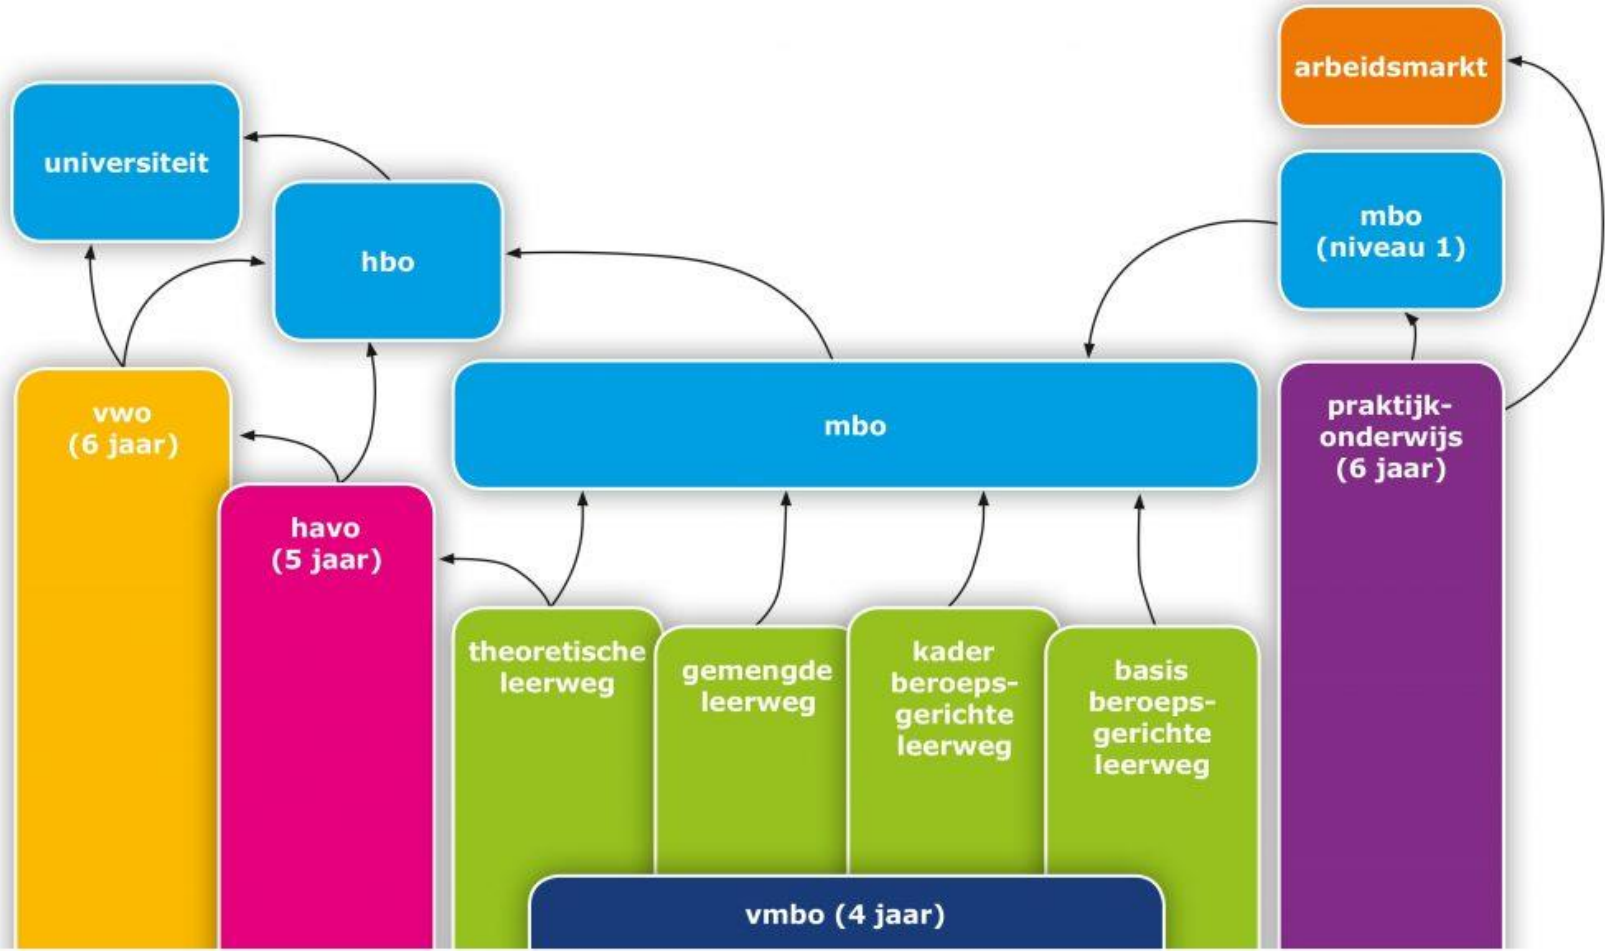 arbeidsmarkt
universiteit
mbo
(niveau 1)
hbo
vwo
(6 jaar)
mbo
praktijk-
onderwijs
(6 jaar)
havo
(5 jaar)
theoretische
leerweg
gemengde
leerweg
kader
beroeps-
gerichte
leerweg
basis
beroeps-
gerichte
leerweg
vmbo (4 jaar)